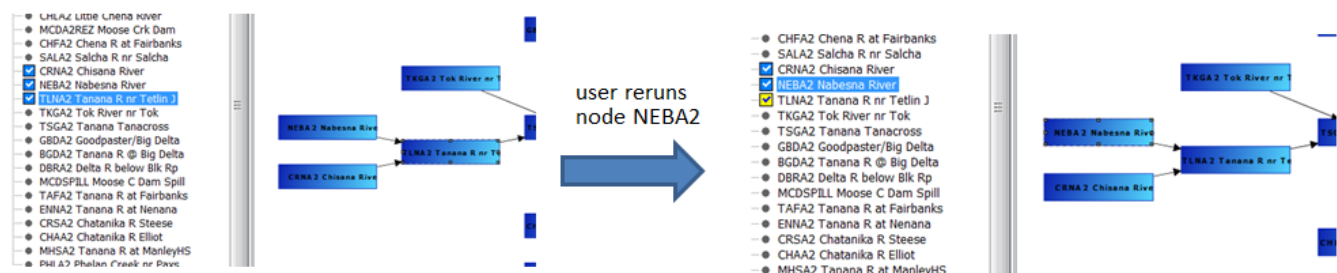 CHLA2 Little Chena River
MCDA2REZ Moose Crk Dam
CHFA2 Chena R at Fairbanks
SALA2 Salcha R nr Salcha
CRNA2 Chisana River
NEBA2 Nabesna River
TLNA2 Tanana R nr Tetlin J
TKGA2 Tok River nr Tok
TSGA2 Tanana Tanacross
GBDA2 Goodpaster/Big Delta
BGDA2 Tanana R @ Big Delta
DBRA2 Delta R below Blk Rp
MCDSPILL Moose C Dam Spill
TAFA2 Tanana R at Fairbanks
ENNA2 Tanana R at Nenana
CRSA2 Chatanika R Steese
CHAA2 Chatanika R Elliot
MHSA2 Tanana R at ManleyHS
PHLA2 Phelan Creek nr Paxs
TKGA2 Tok River nr T
NEBA2 Nabesna Rive
TLNA2 Tanana R nr Te
CRNA2 Chisana Rive
user reruns
node NEBA2
CHFA2 Chena R at Fairbanks
SALA2 Salcha R nr Salcha
CRNA2 Chisana River
NEBA2 Nabesna River
TLNA2 Tanana R nr Tetlin J
TKGA2 Tok River nr Tok
TSGA2 Tanana Tanacross
GBDA2 Goodpaster/Big Delta
BGDA2 Tanana R @ Big Delta
DBRA2 Delta R below Blk Rp
MCDSPILL Moose C Dam Spill
TAFA2 Tanana R at Fairbanks
ENNA2 Tanana R at Nenana
CRSA2 Chatanika R Steese
CHAA2 Chatanika R Elliot
MHSA2 Tanana R at ManleyHS
TKGA2 Tok River nr T
NEBA2 Nabesna Rive
TLNA2 Tanana R nr Te
CRNA2 Chisana Rive